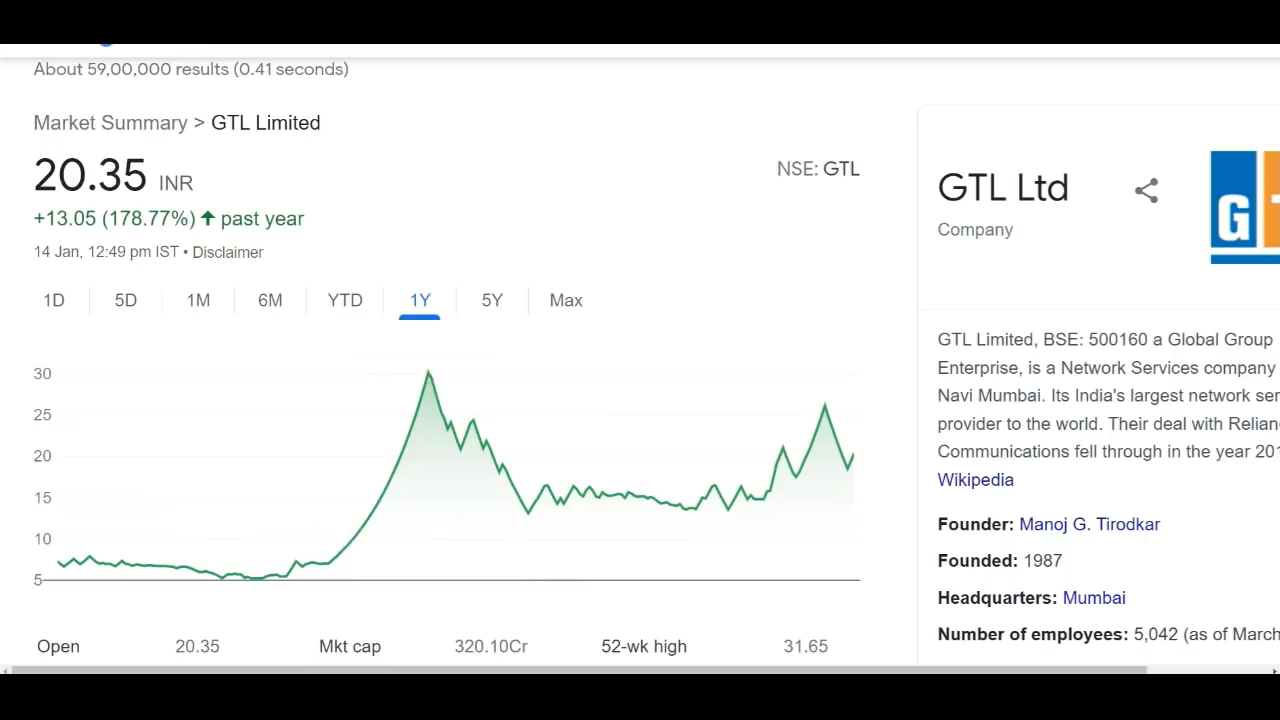 About 59,00,000 results (0.41 seconds)
Market Summary > GTL Limited
20.35 INR
NSE: GTL
+13.05 (178.77%) ↑ past year
14 Jan, 12:49 pm IST • Disclaimer
1D 5D 1M 6M YTD 1Y 5Y Max
30
25
20
15
10
5
Open 20.35 Mkt cap 320.10Cr 52-wk high 31.65
GTL Ltd
Company
G
GTL Limited, BSE: 500160 a Global Group
Enterprise, is a Network Services company
Navi Mumbai. Its India's largest network
provider to the world. Their deal with
Communications fell through in the year
Wikipedia
Founder: Manoj G. Tirodkar
Founded: 1987
Headquarters: Mumbai
Number of employees: 5,042 (as of March